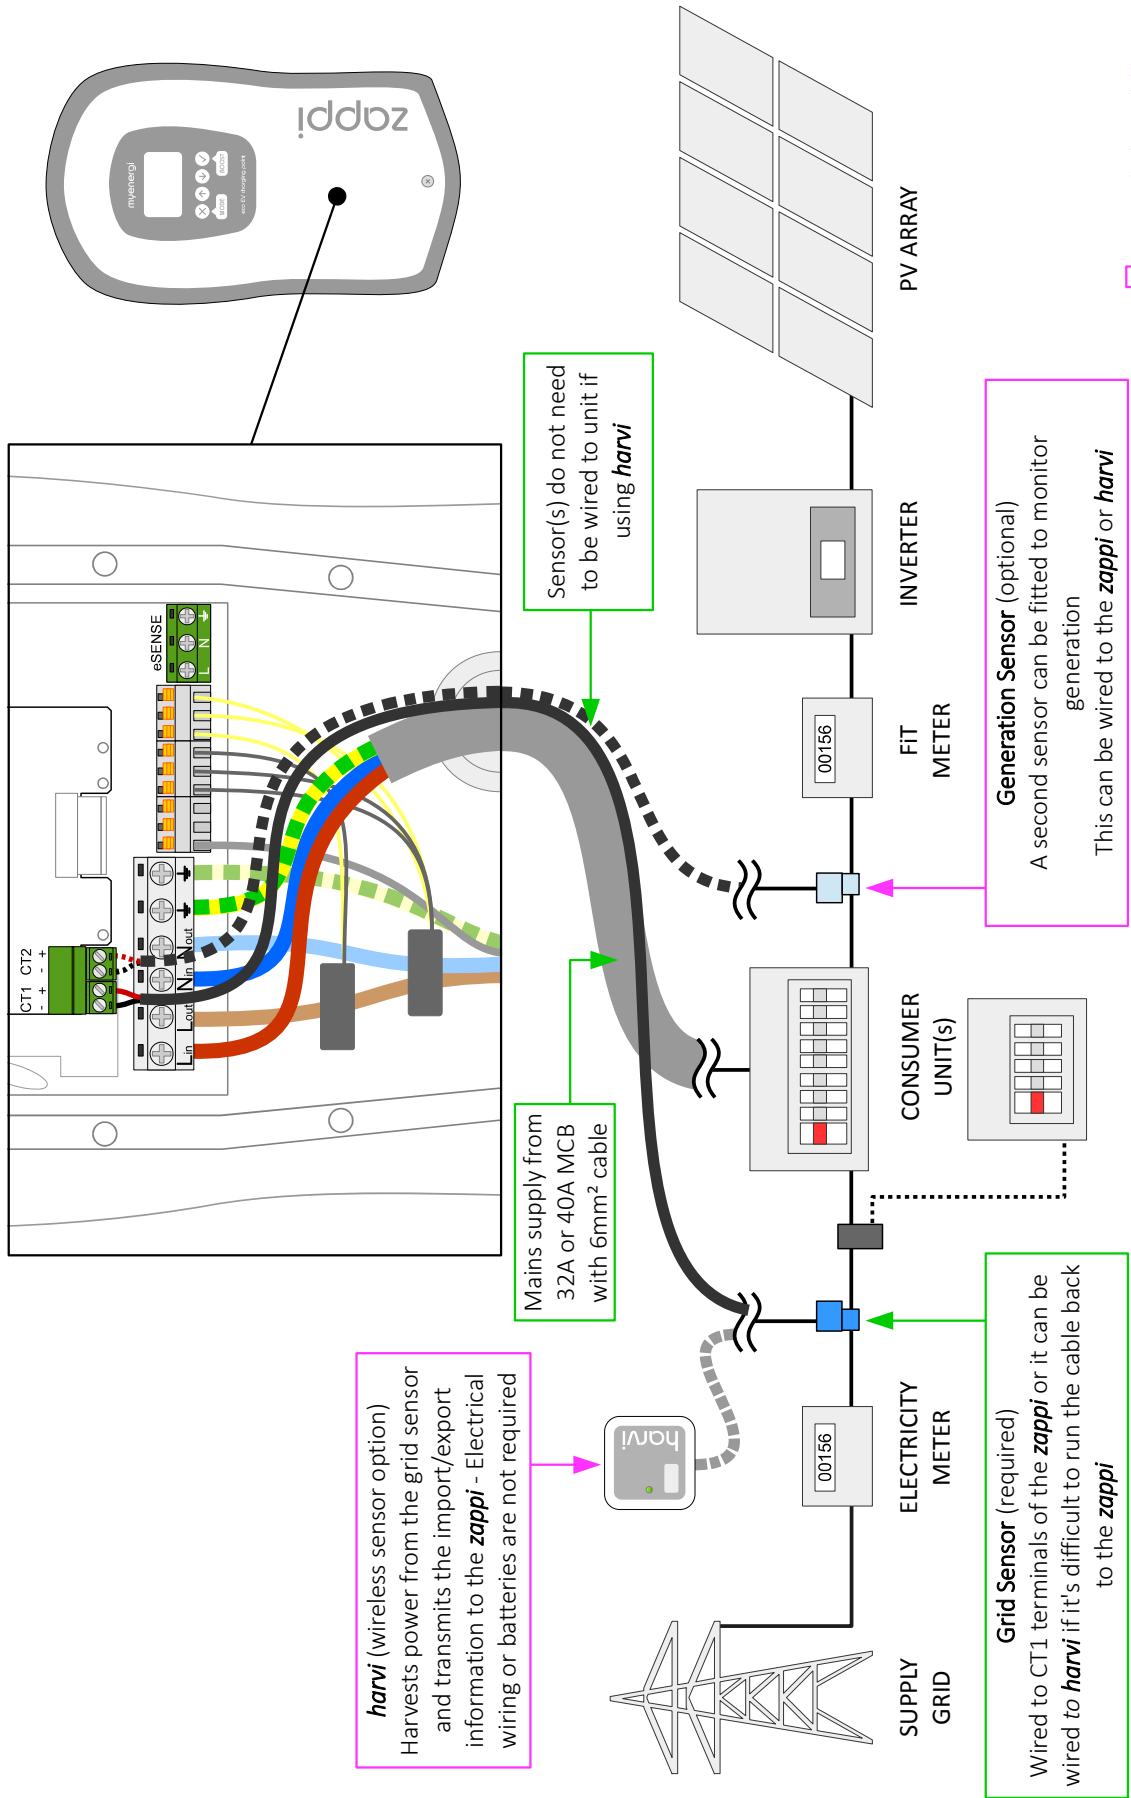 zappi
myenergi
MODE
BOOST
eco EV charging point
CT1 CT2
- + - +
eSENSE
L N
Lin Lout Nin Nout
Sensor(s) do not need
to be wired to unit if
using harvi
Mains supply from
32A or 40A MCB
with 6mm² cable
harvi (wireless sensor option)
Harvests power from the grid sensor
and transmits the import/export
information to the zappi - Electrical
wiring or batteries are not required
harvi
00156
00156
SUPPLY
GRID
ELECTRICITY
METER
CONSUMER
UNIT(s)
FiT
METER
INVERTER
PV ARRAY
Grid Sensor (required)
Wired to CT1 terminals of the zappi or it can be
wired to harvi if it's difficult to run the cable back
to the zappi
Generation Sensor (optional)
A second sensor can be fitted to monitor
generation
This can be wired to the zappi or harvi